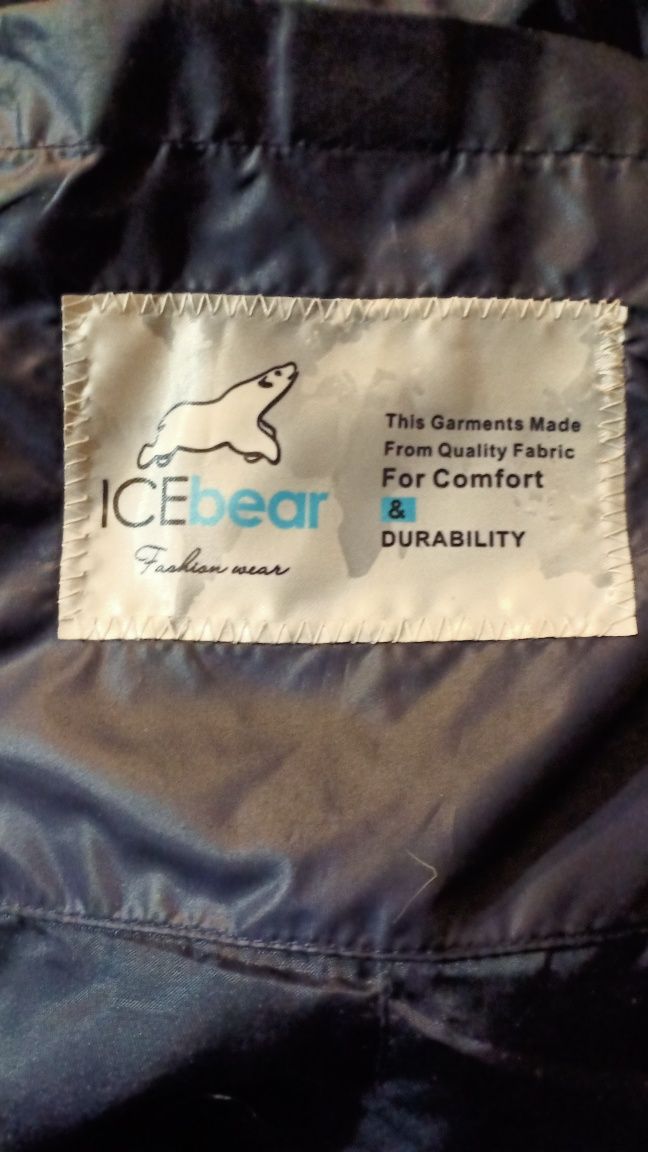 ICEbear
Fashion wear
This Garments Made
From Quality Fabric
For Comfort
&
DURABILITY